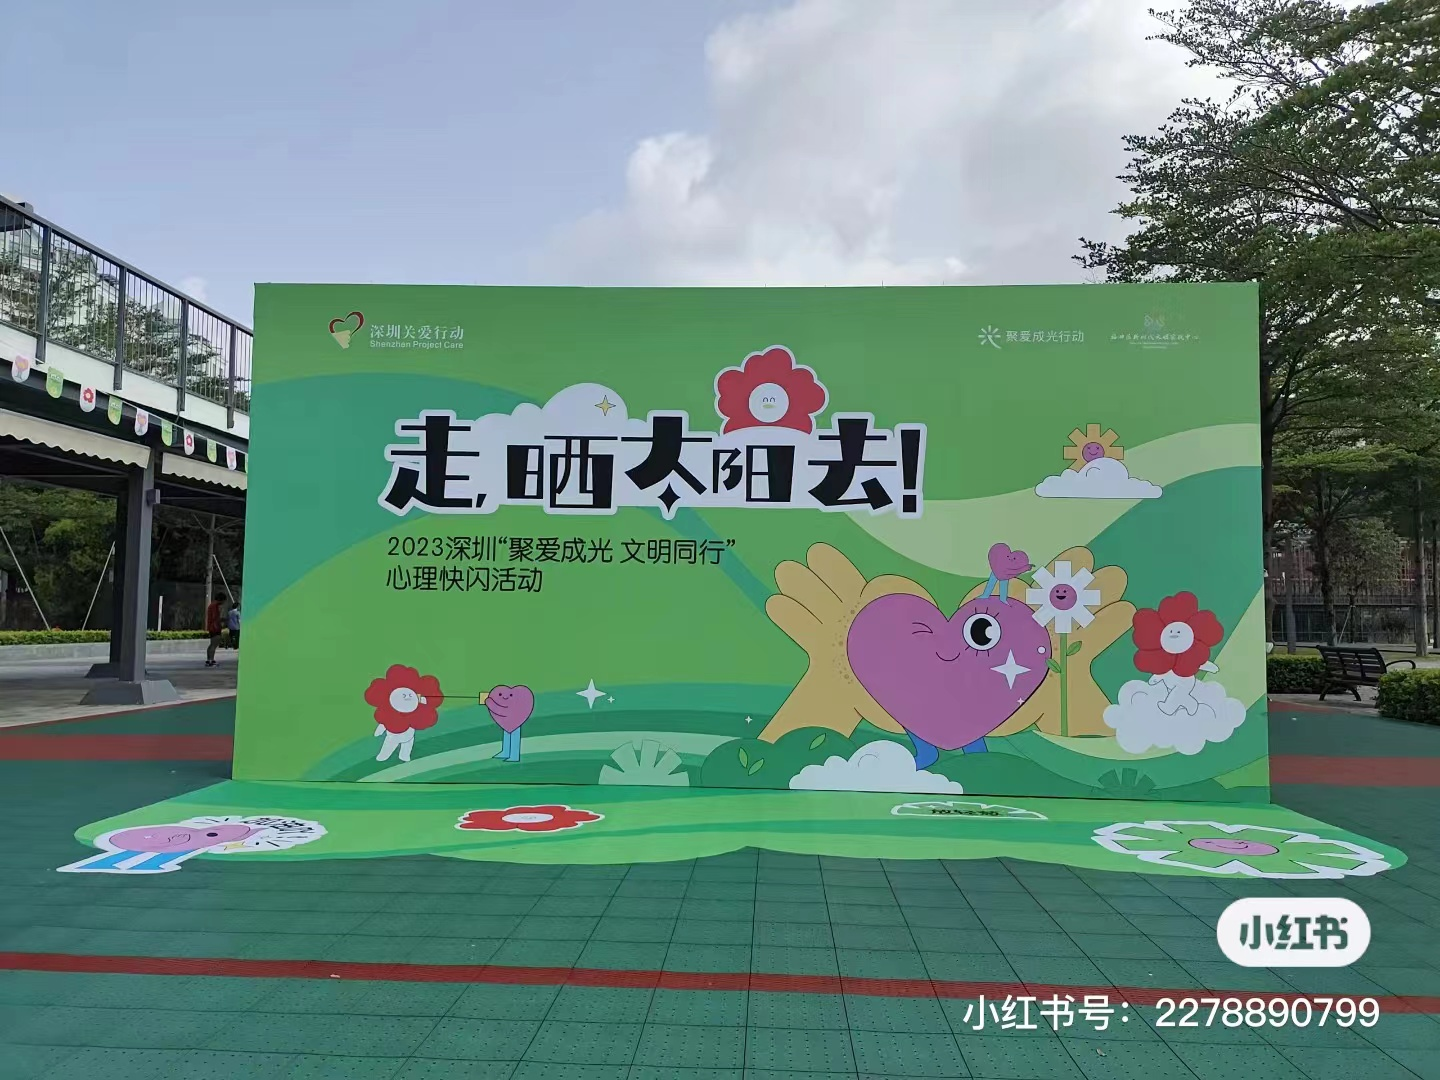 深圳关爱行动
Shenzhen Project Care
聚爱成光行动
走,晒太阳去!
2023深圳“聚爱成光 文明同行”
心理快闪活动
小红书
小红书号：2278890799